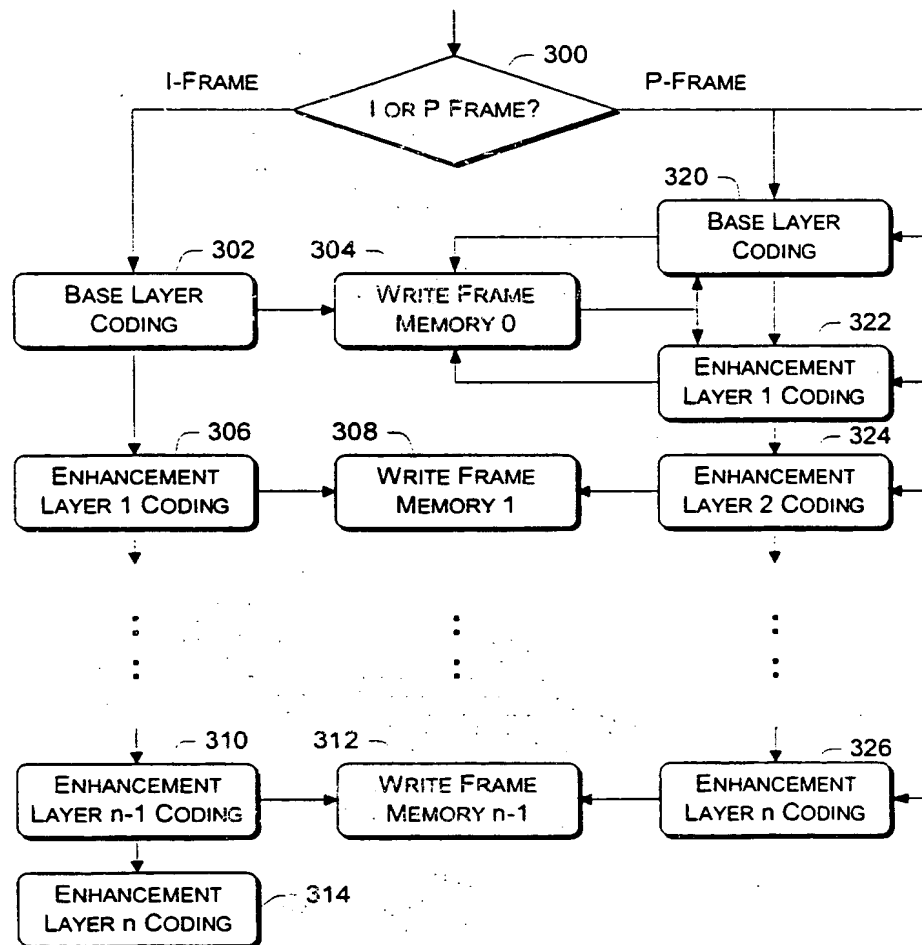 300
I-FRAME
P-FRAME
I OR P FRAME?
320
BASE LAYER
CODING
302
304
BASE LAYER
CODING
WRITE FRAME
MEMORY 0
322
ENHANCEMENT
LAYER 1 CODING
306
308
324
ENHANCEMENT
LAYER 1 CODING
WRITE FRAME
MEMORY 1
ENHANCEMENT
LAYER 2 CODING
310
312
326
ENHANCEMENT
LAYER n-1 CODING
WRITE FRAME
MEMORY n-1
ENHANCEMENT
LAYER n CODING
ENHANCEMENT
LAYER n CODING
314